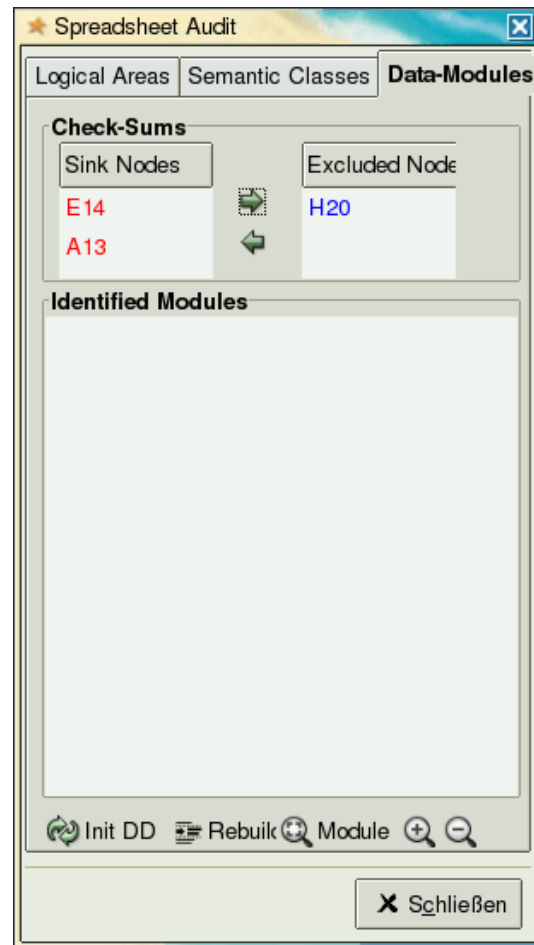 Spreadsheet Audit
Logical Areas Semantic Classes Data-Modules
Check-Sums
Sink Nodes Excluded Node
E14 H20
A13
Identified Modules
Init DD Rebuilc Module
Schließen